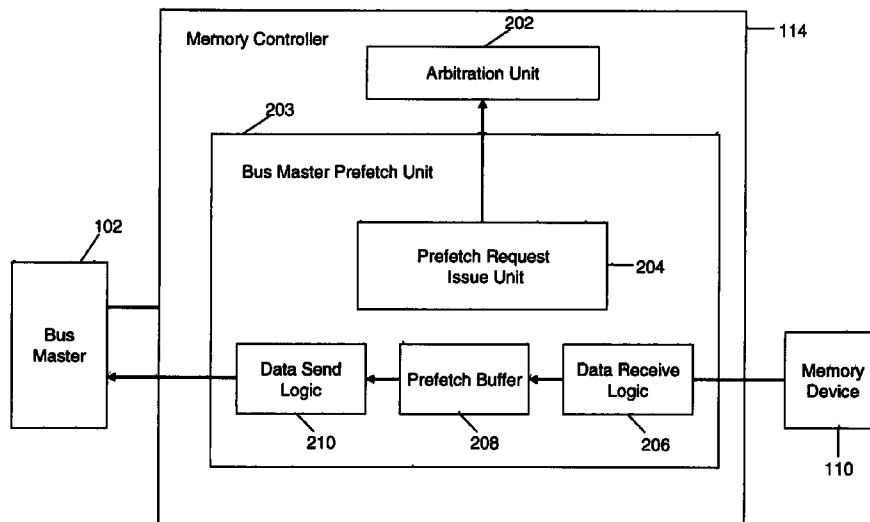 202
Memory Controller
114
Arbitration Unit
203
Bus Master Prefetch Unit
102
Prefetch Request
Issue Unit
204
Bus
Master
Data Send
Logic
Prefetch Buffer
Data Receive
Logic
Memory
Device
210
208
206
110